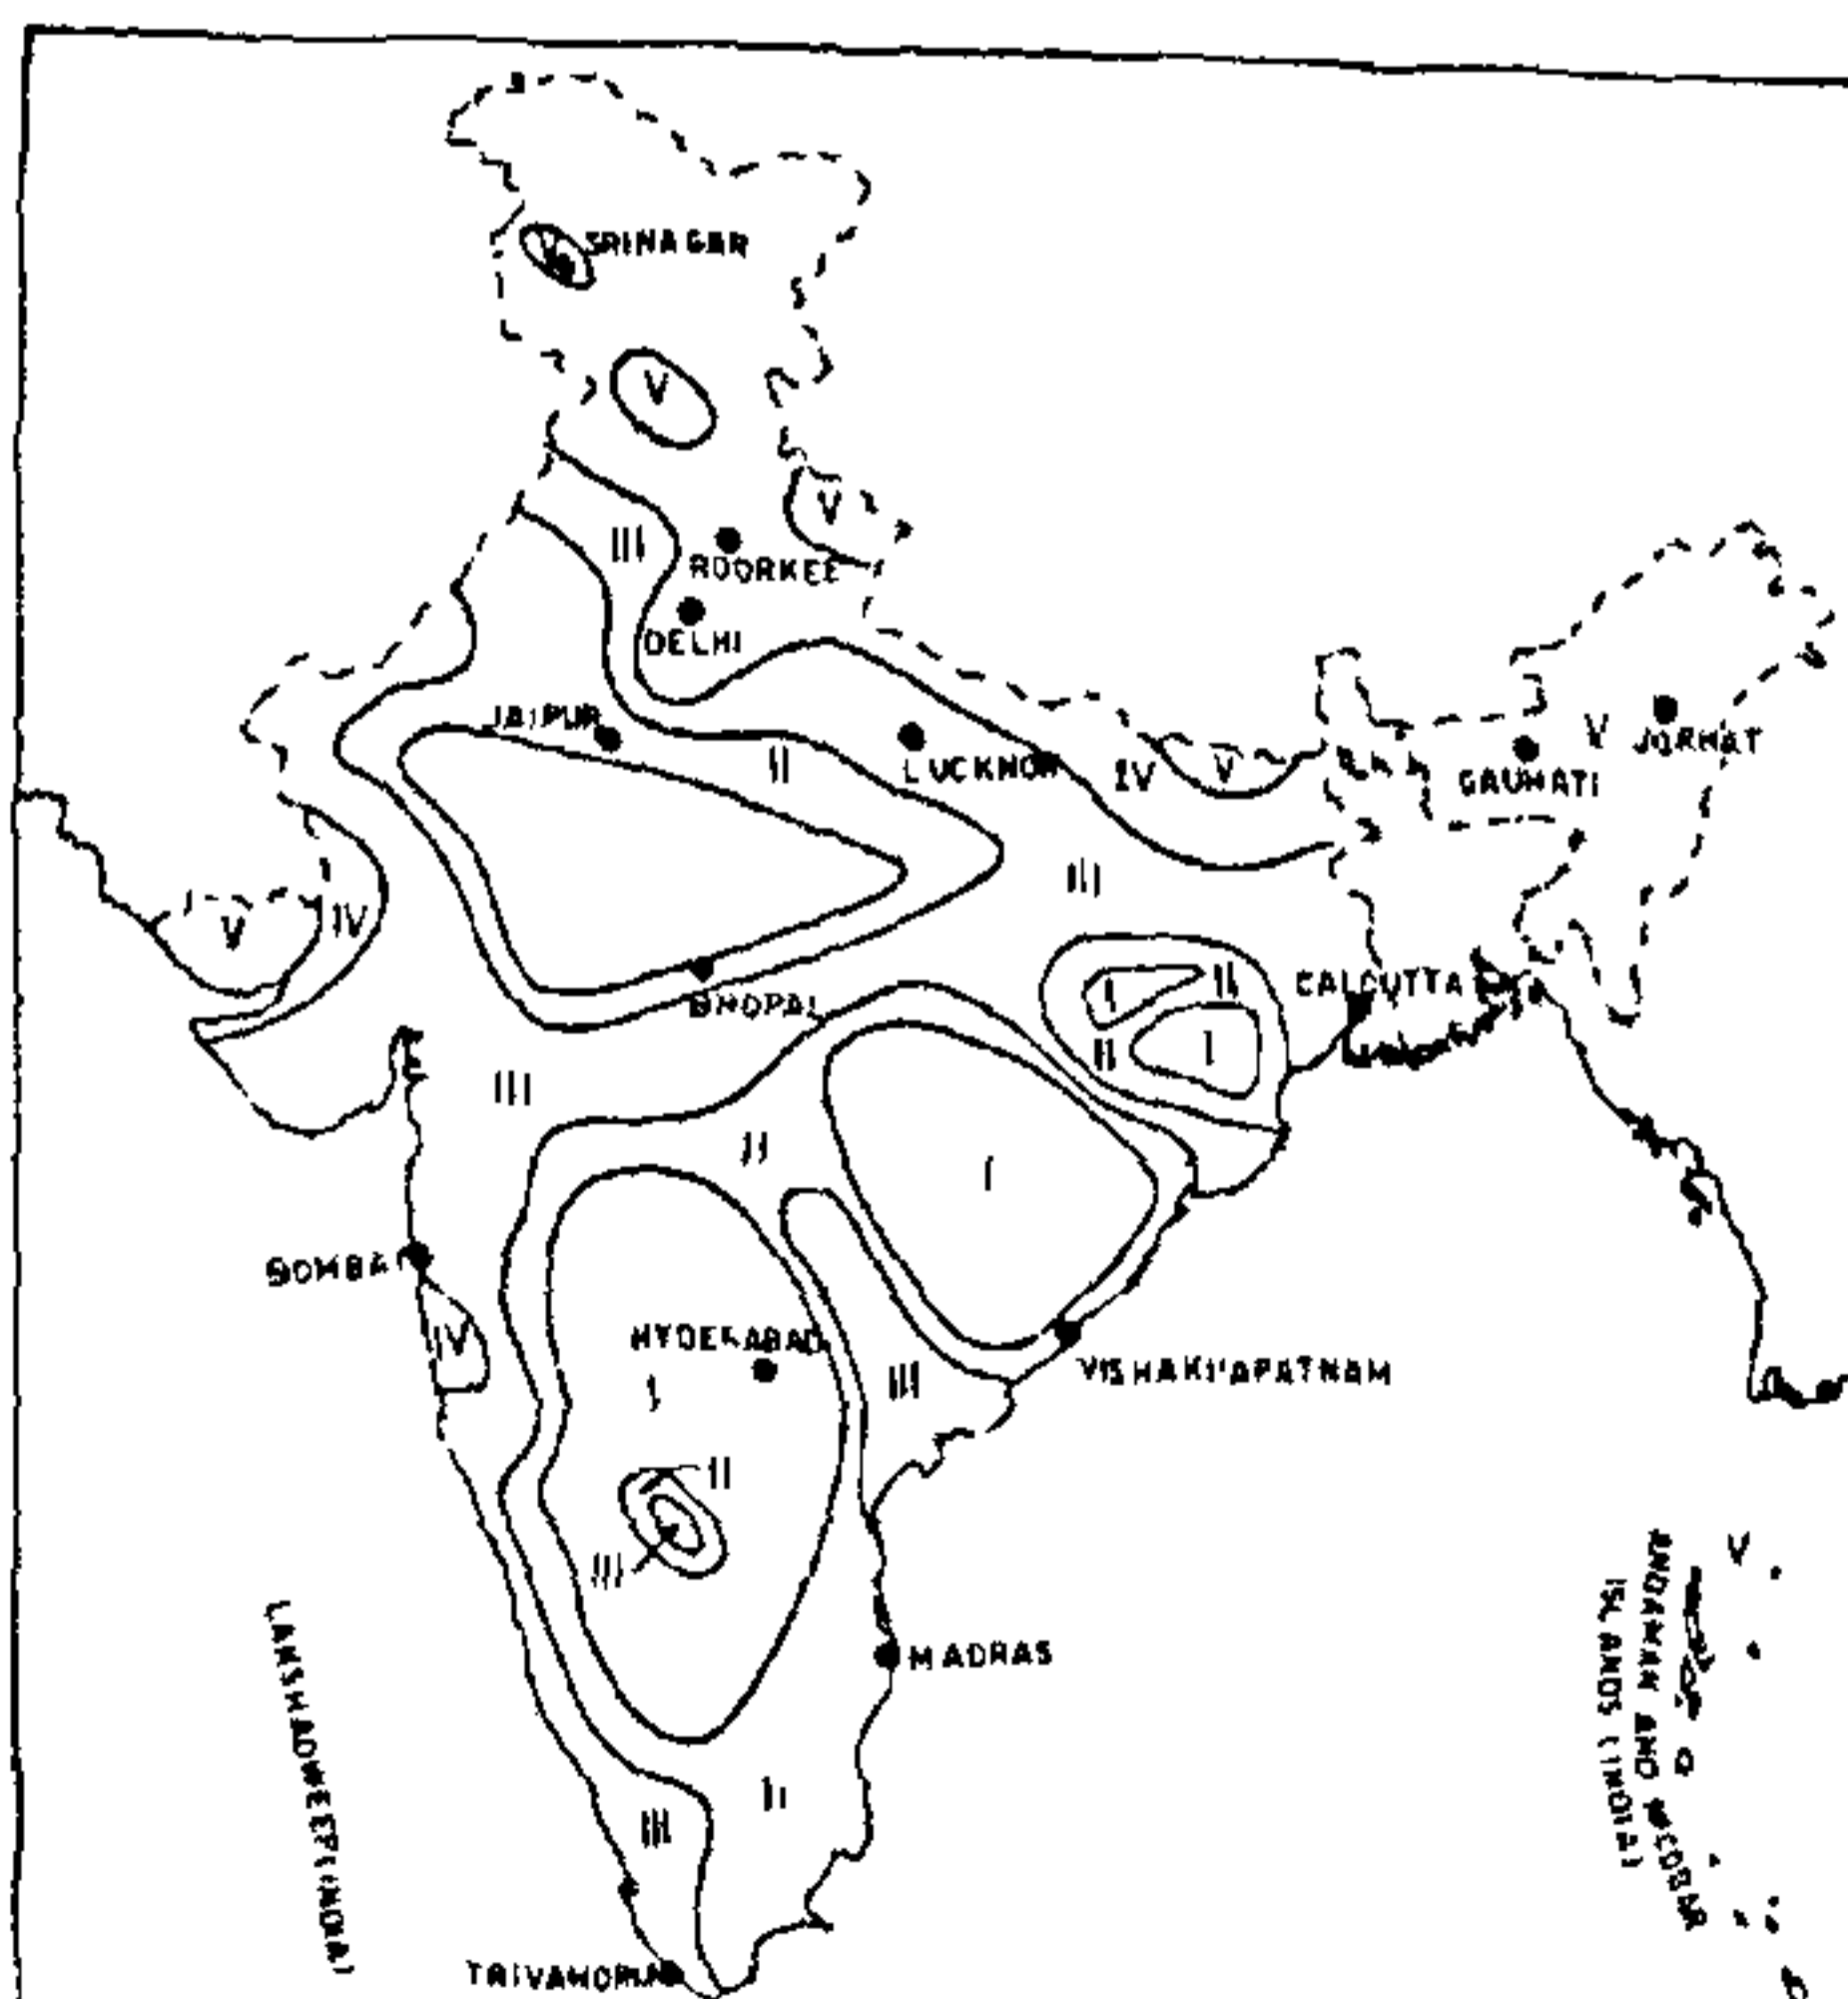 V SRINAGAR
V
V
III
ROORKEE
DELHI
JAIPUR
II
LUCKNOW
IV
V
V
JORHAT
GAUHATI
V
IV
III
BHOPAL
I
II
CALCUTTA
II
I
III
II
I
BOMBAY
IV
HYDERABAD
I
III
VISHAKHAPATNAM
II
III
V
MADRAS
ANDAMAN AND NICOBAR
ISLANDS (INDIA)
LAKSHADWEEP (INDIA)
II
III
TRIVANDRUM